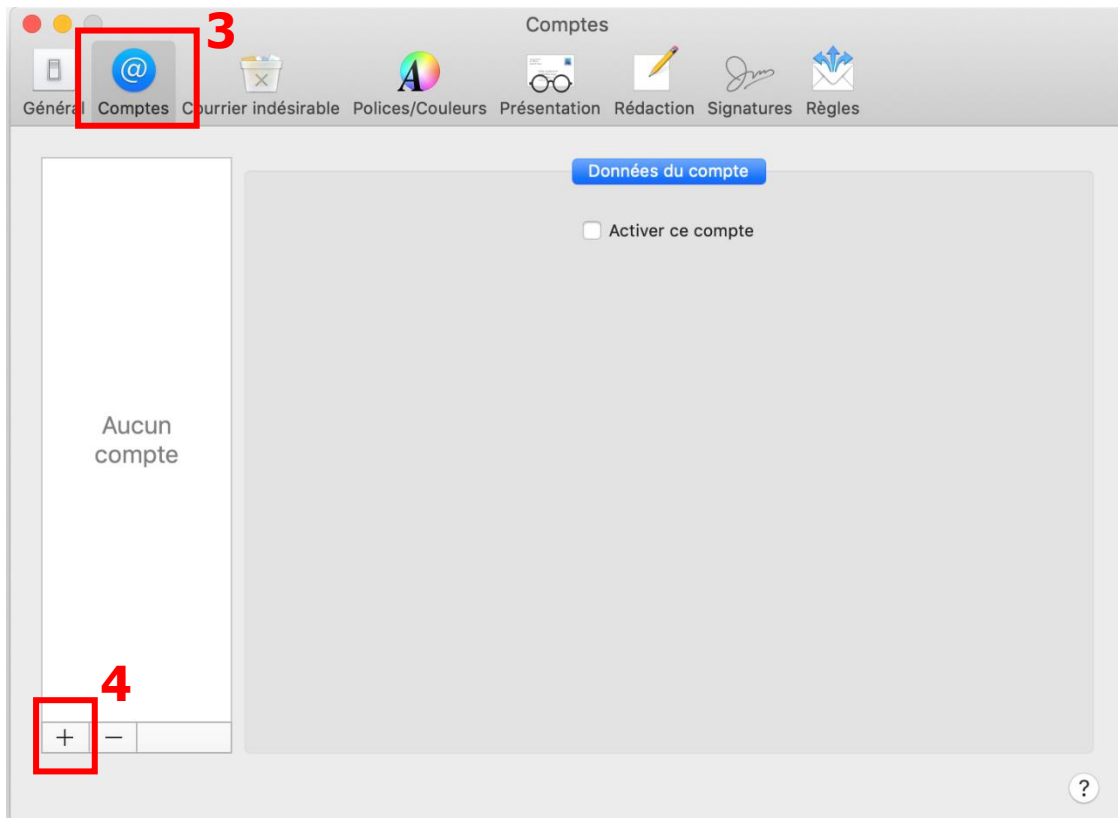 Comptes
3
Général Comptes Courrier indésirable Polices/Couleurs Présentation Rédaction Signatures Règles
Données du compte
Activer ce compte
Aucun
compte
4
+ −
?